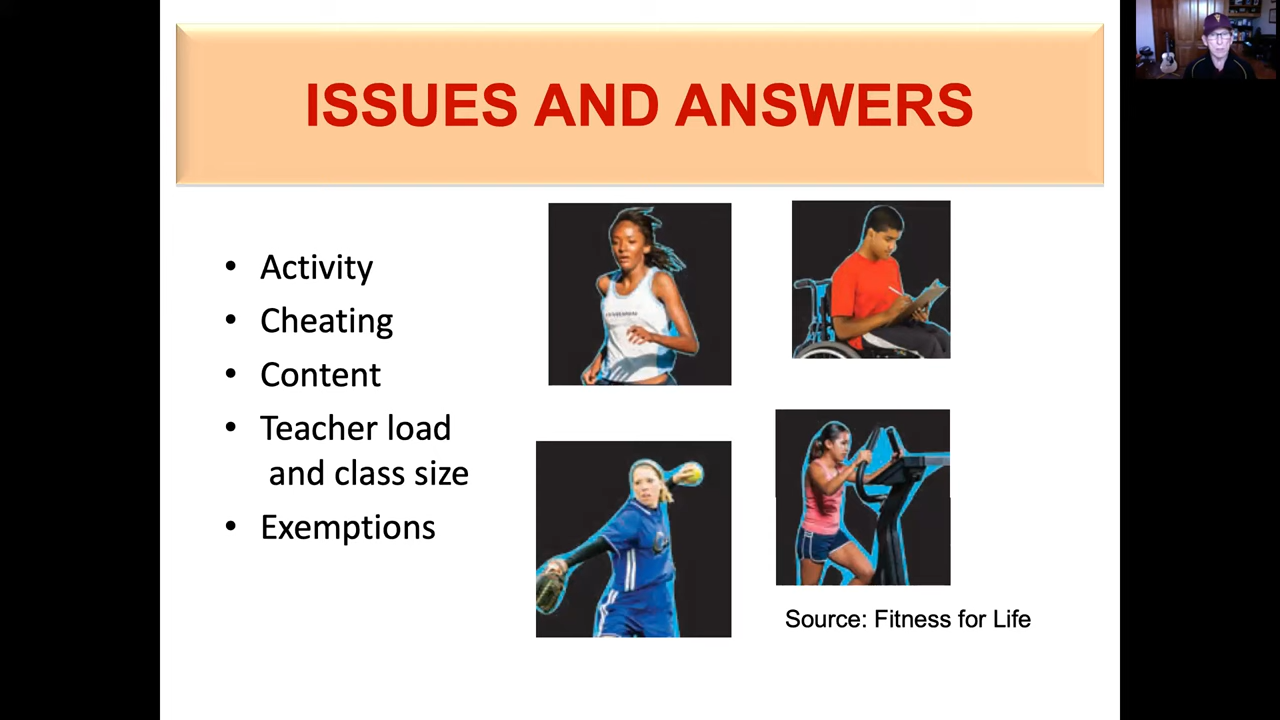 ISSUES AND ANSWERS
• Activity
• Cheating
• Content
• Teacher load
and class size
• Exemptions
Source: Fitness for Life